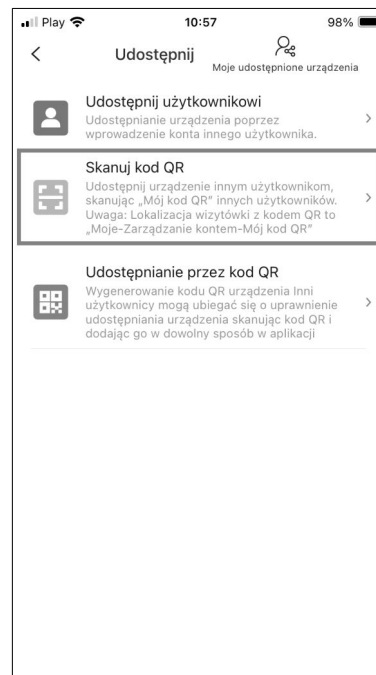 Play 10:57 98%
Udostępnij
Moje udostępnione urządzenia
Udostępnij użytkownikowi
Udostępnianie urządzenia poprzez
wprowadzenie konta innego użytkownika.
Skanuj kod QR
Udostępnij urządzenie innym użytkownikom,
skanując „Mój kod QR” innych użytkowników.
Uwaga: Lokalizacja wizytówki z kodem QR to
„Moje-Zarządzanie kontem-Mój kod QR”
Udostępnianie przez kod QR
Wygenerowanie kodu QR urządzenia Inni
użytkownicy mogą ubiegać się o uprawnienie
udostępniania urządzenia skanując kod QR i
dodając go w dowolny sposób w aplikacji